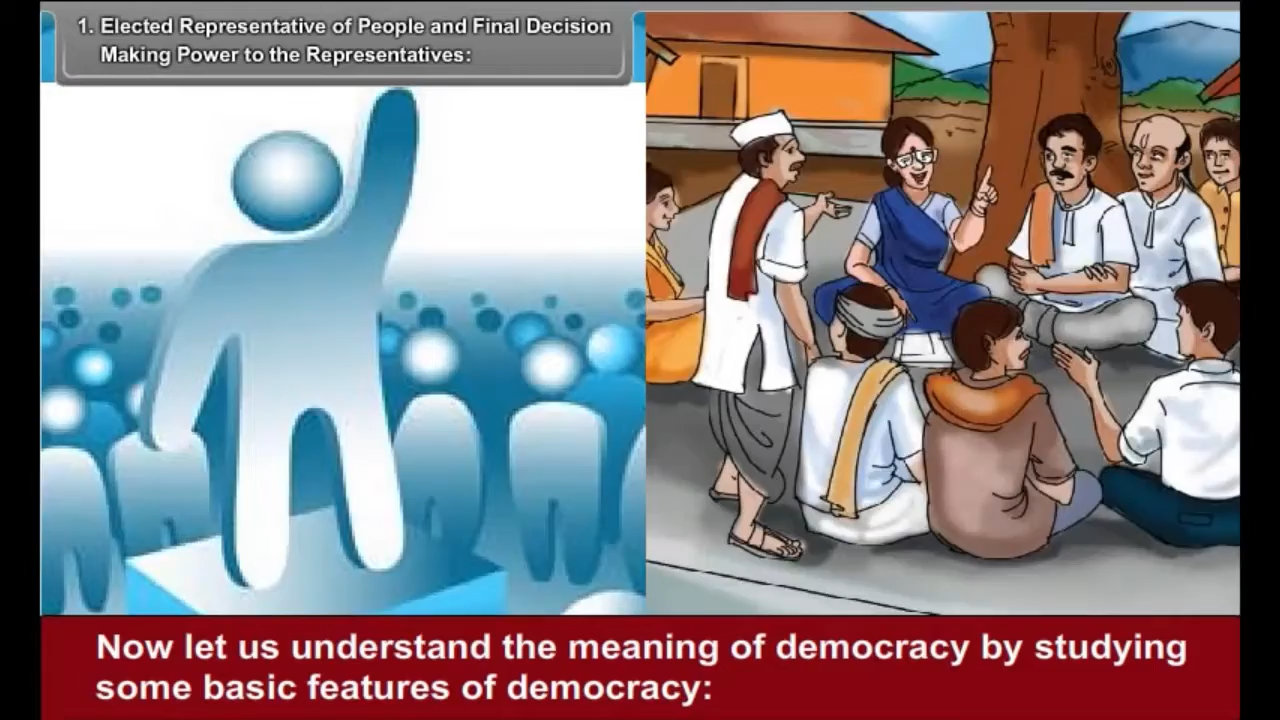 1. Elected Representative of People and Final Decision
Making Power to the Representatives:
Now let us understand the meaning of democracy by studying
some basic features of democracy: